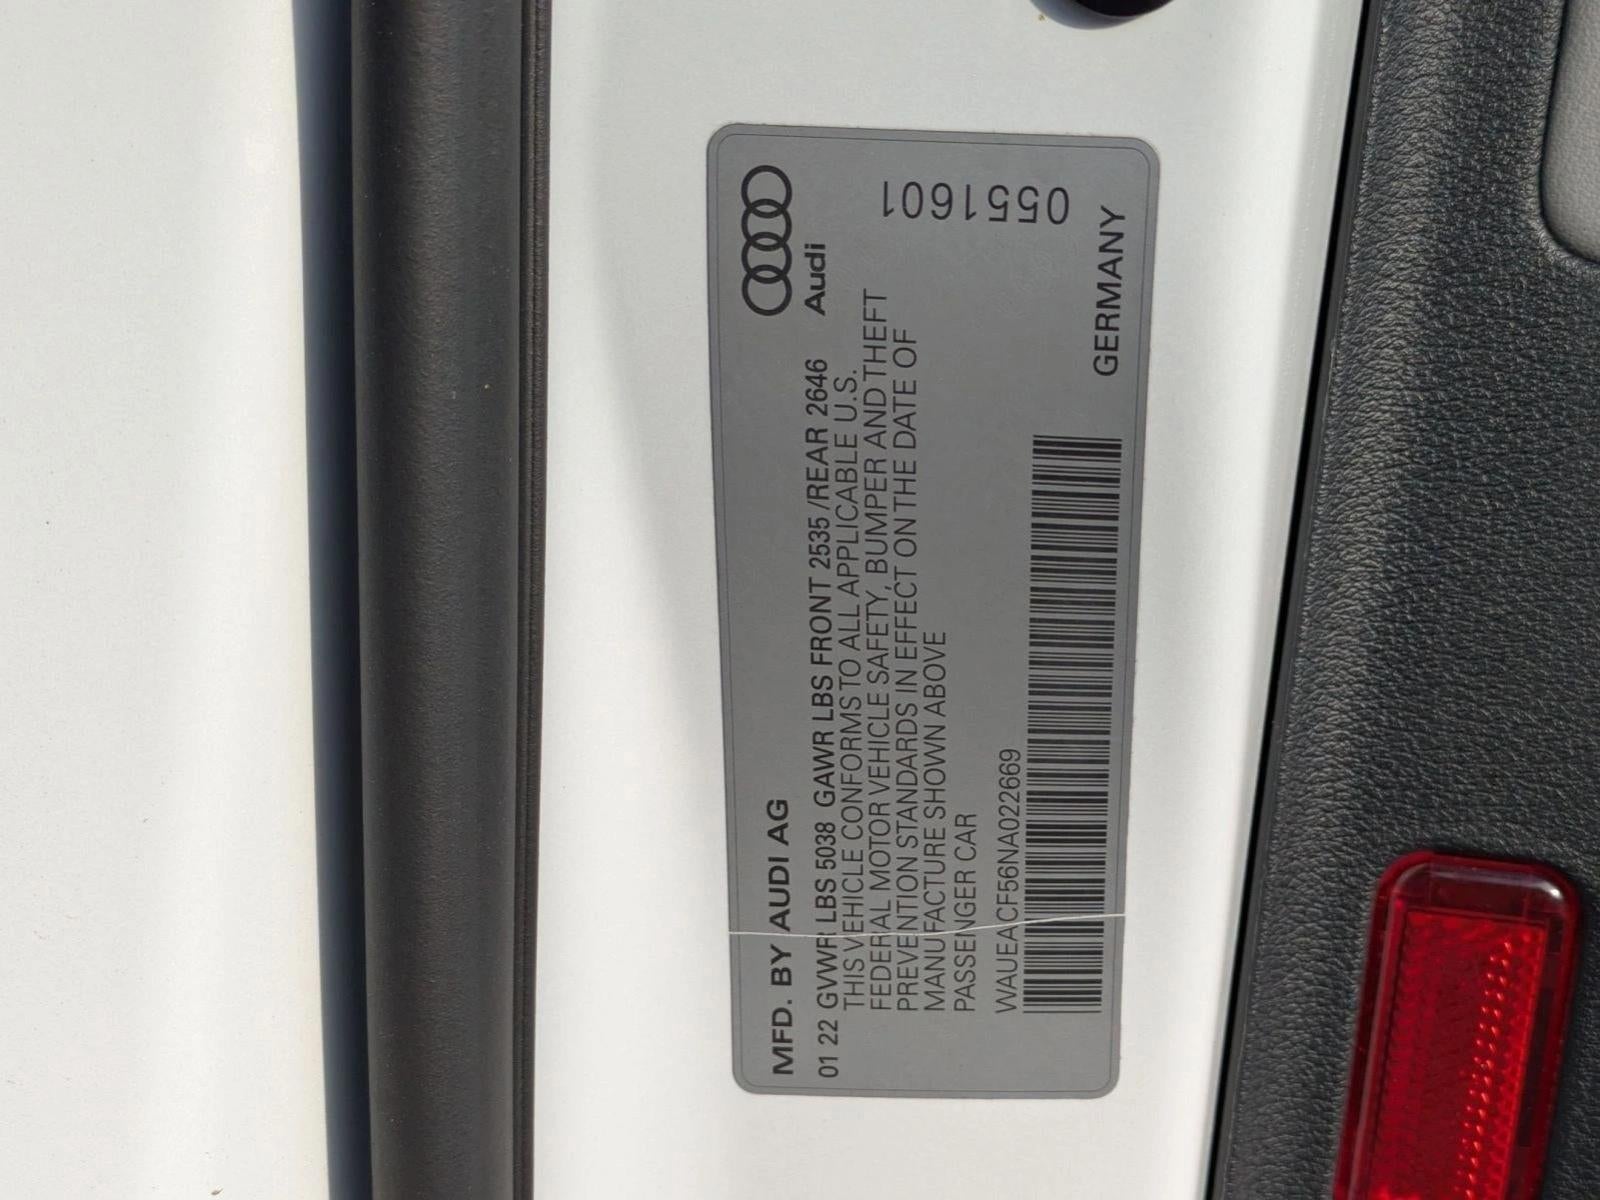 MFD. BY AUDI AG
01 22 GVWR LBS 5038 GAWR LBS FRONT 2535 /REAR 2646
THIS VEHICLE CONFORMS TO ALL APPLICABLE U.S.
FEDERAL MOTOR VEHICLE SAFETY, BUMPER AND THEFT
PREVENTION STANDARDS IN EFFECT ON THE DATE OF
MANUFACTURE SHOWN ABOVE
PASSENGER CAR
WAUEACF56NA022669
Audi
0551601
GERMANY